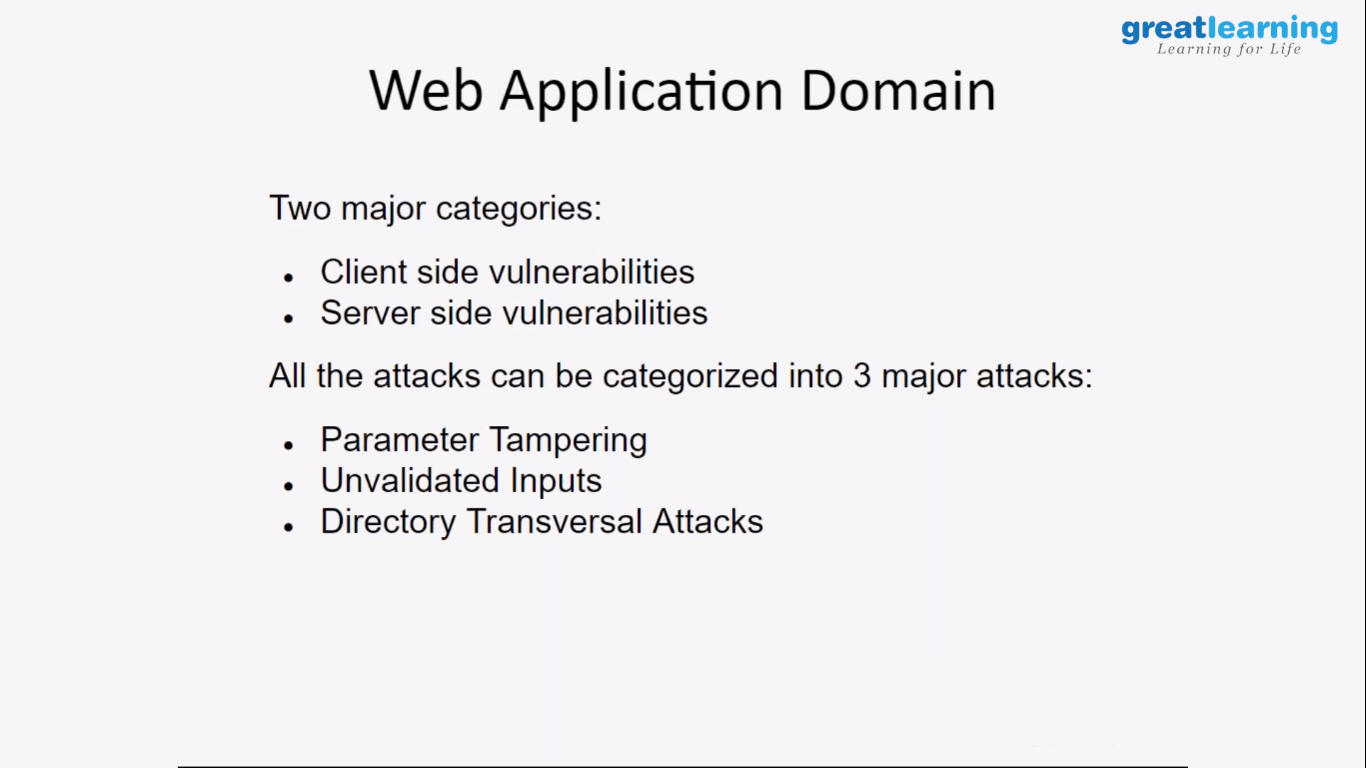 greatlearning
Learning for Life
Web Application Domain
Two major categories:
• Client side vulnerabilities
• Server side vulnerabilities
All the attacks can be categorized into 3 major attacks:
• Parameter Tampering
• Unvalidated Inputs
• Directory Transversal Attacks